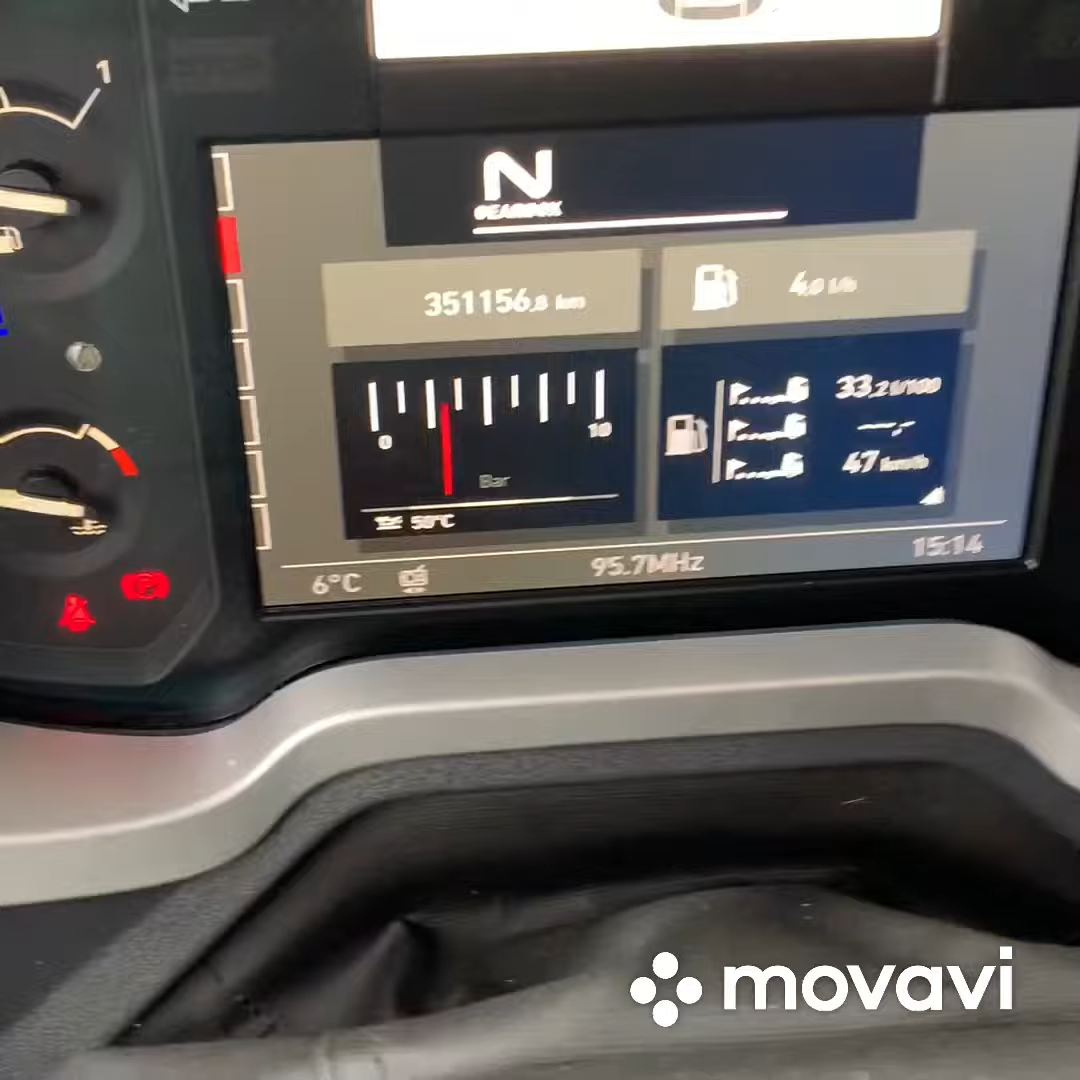 1
N
GEARBOX
351156,8 km
4,0 l/h
33,2 l/100
0
10
--,-
Bar
47 km/h
50°C
6°C
95.7MHz
15:14
P
movavi